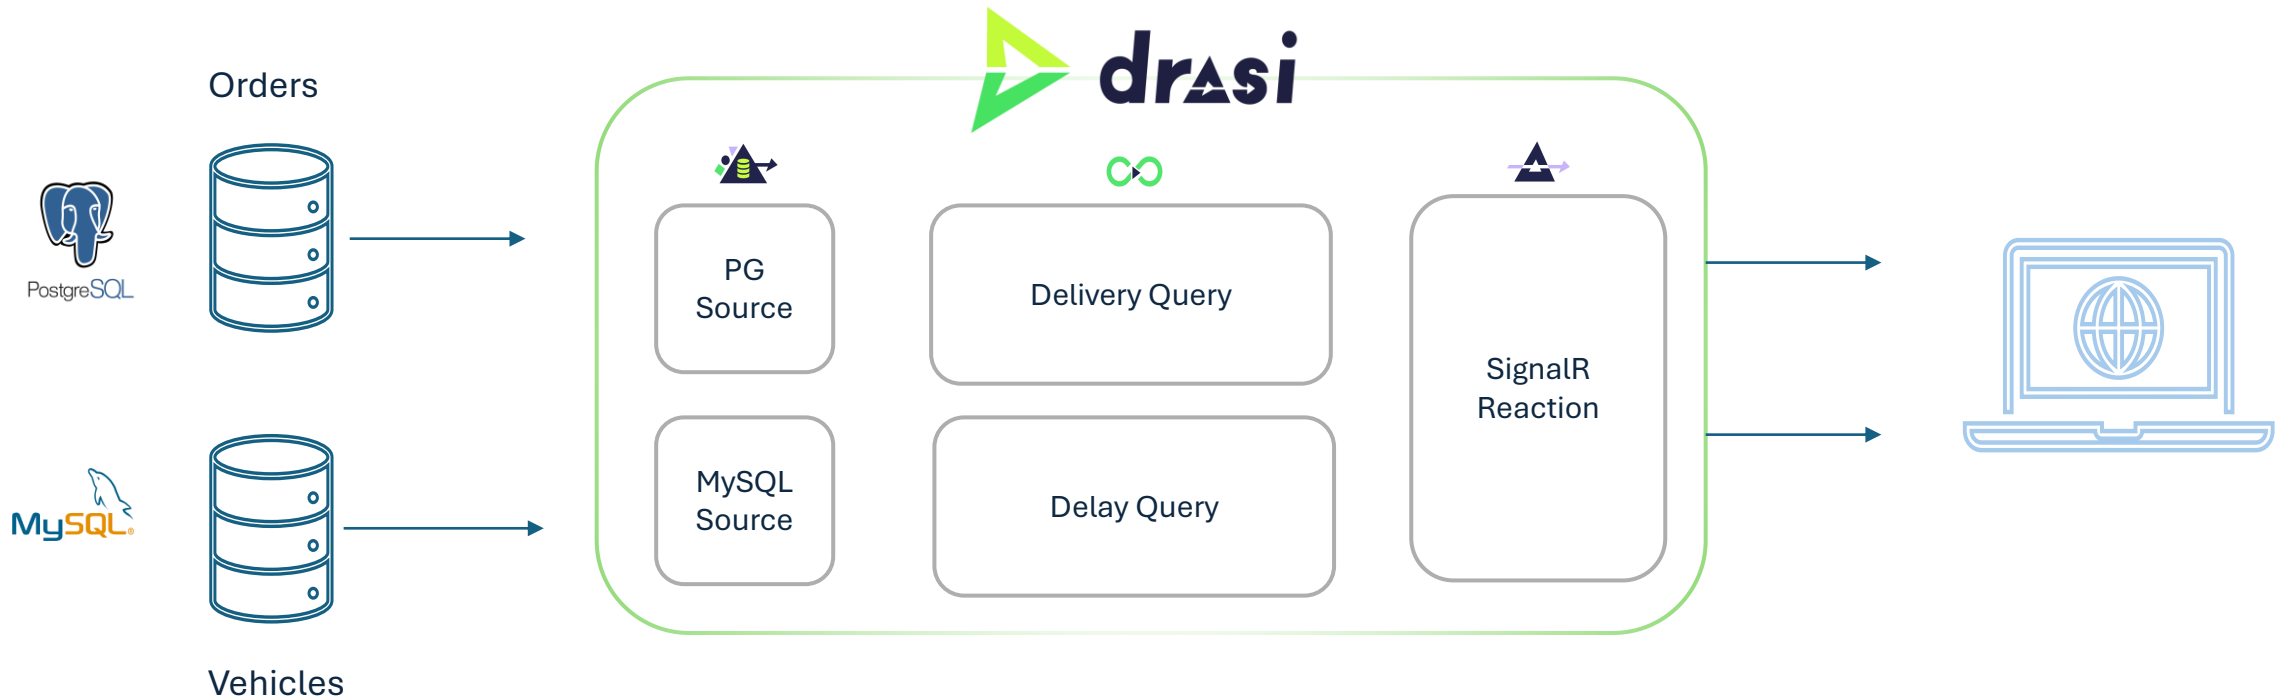 drasi
Orders
PostgreSQL
PG
Source
Delivery Query
SignalR
Reaction
MySQL
Source
Delay Query
MySQL®
Vehicles